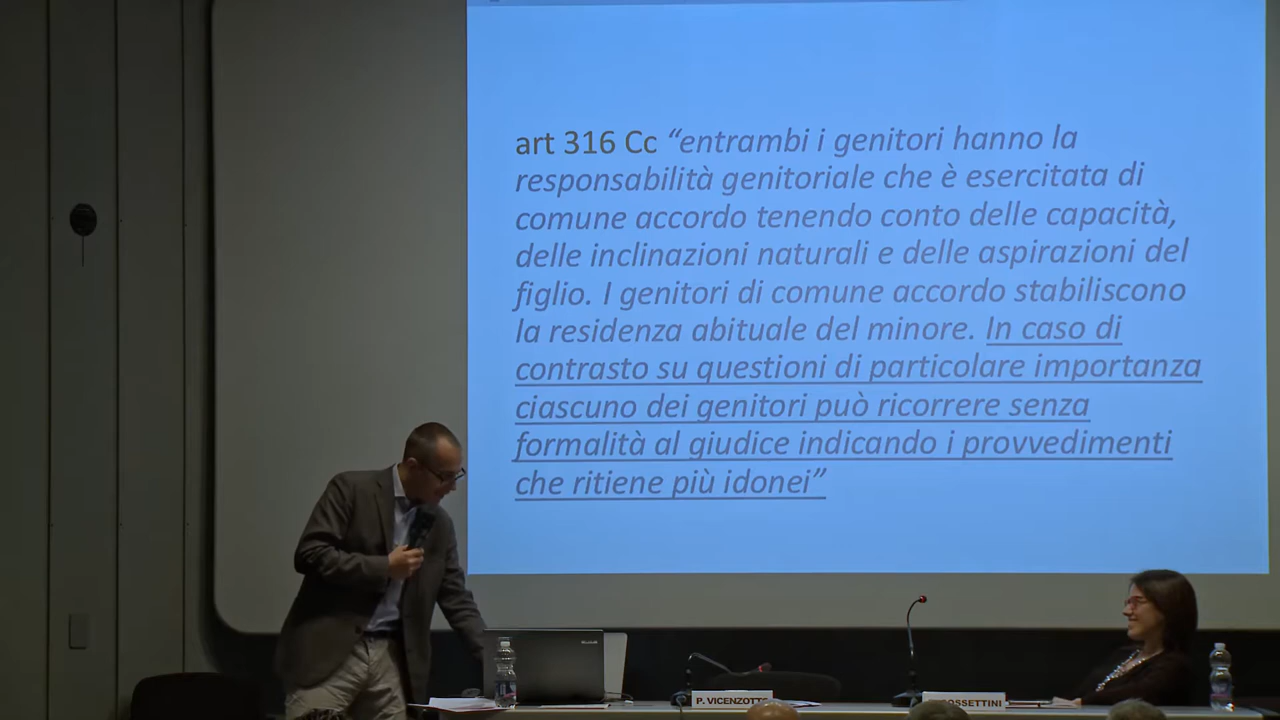 art 316 Cc “entrambi i genitori hanno la
responsabilità genitoriale che è esercitata di
comune accordo tenendo conto delle capacità,
delle inclinazioni naturali e delle aspirazioni del
figlio. I genitori di comune accordo stabiliscono
la residenza abituale del minore. In caso di
contrasto su questioni di particolare importanza
ciascuno dei genitori può ricorrere senza
formalità al giudice indicando i provvedimenti
che ritiene più idonei”
P. VICENZOTTO
OSSETTINI